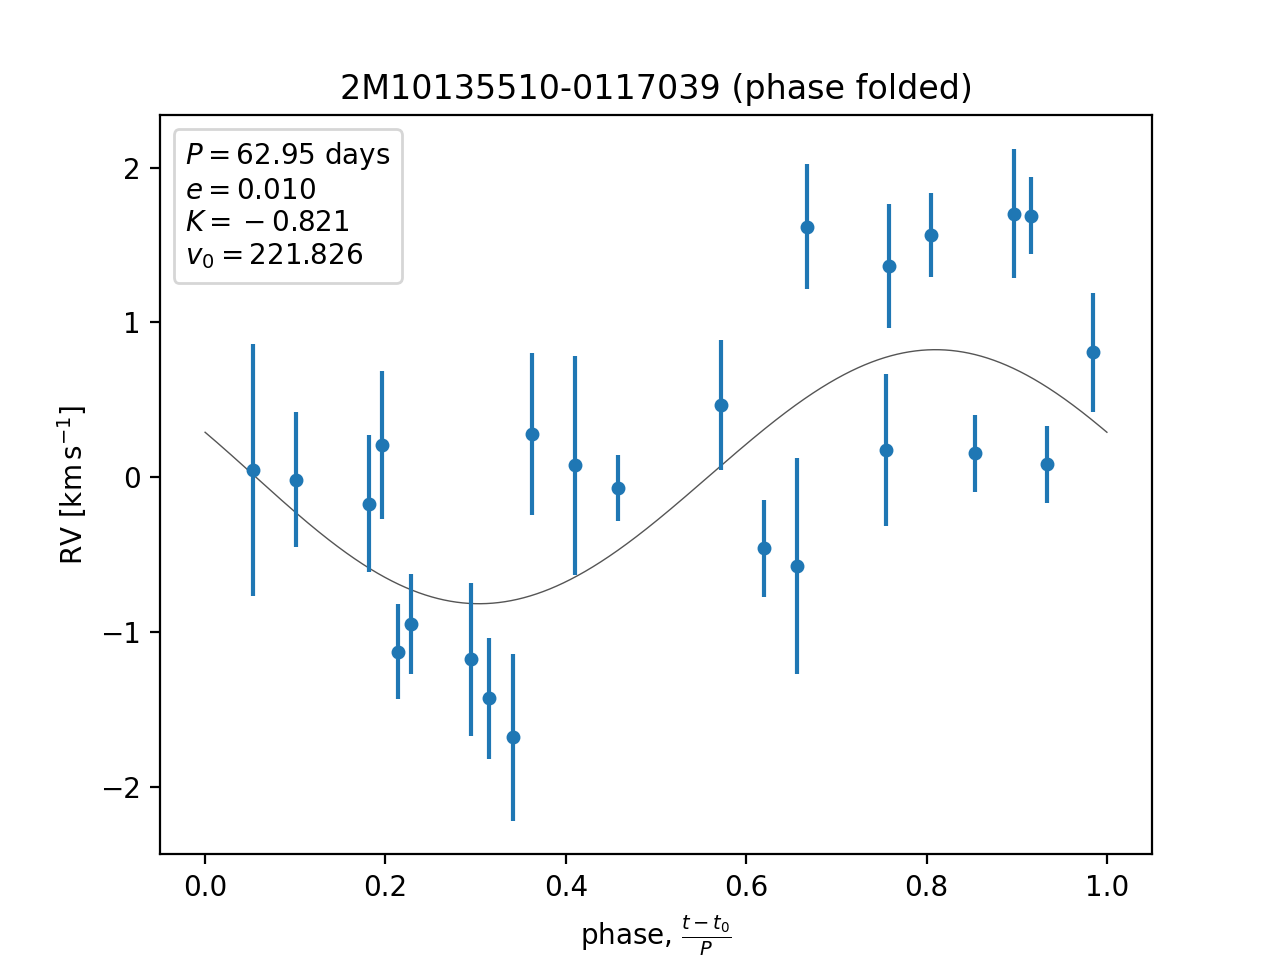 2M10135510-0117039 (phase folded)
P = 62.95 days
e = 0.010
K = −0.821
v₀ = 221.826
2
1
0
−1
−2
RV [km s⁻¹]
0.0 0.2 0.4 0.6 0.8 1.0
phase, (t − t₀)/P